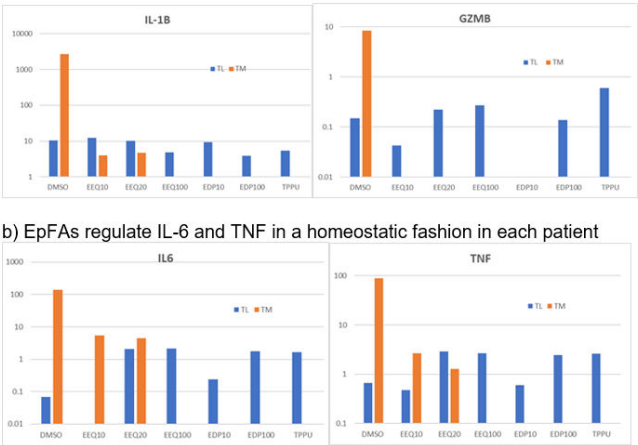 IL-1B
10000
1000
100
10
1
TL TM
DMSO EEQ10 EEQ20 EEQ100 EDP10 EDP100 TPPU
GZMB
10
1
0.1
0.01
TL TM
DMSO EEQ10 EEQ20 EEQ100 EDP10 EDP100 TPPU
b) EpFAs regulate IL-6 and TNF in a homeostatic fashion in each patient
IL6
1000
100
10
1
0.1
0.01
TL TM
DMSO EEQ10 EEQ20 EEQ100 EDP10 EDP100 TPPU
TNF
100
10
1
0.1
TL TM
DMSO EEQ10 EEQ20 EEQ100 EDP10 EDP100 TPPU